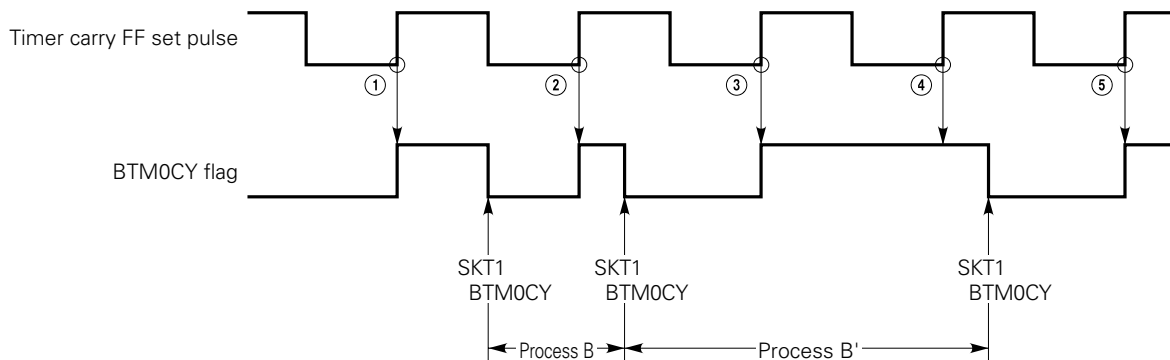 Timer carry FF set pulse
① ② ③ ④ ⑤
BTM0CY flag
SKT1 SKT1 SKT1
BTM0CY BTM0CY BTM0CY
Process B Process B'